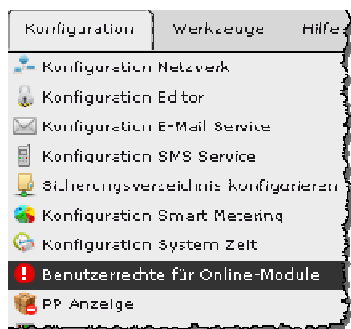 Konfiguration Werkzeuge Hilfe
Konfiguration Netzwerk
Konfiguration Editor
Konfiguration E-Mail Service
Konfiguration SMS Service
Sicherungsverzeichnis konfigurieren
Konfiguration Smart Metering
Konfiguration System Zeit
Benutzerrechte für Online-Module
PP Anzeige